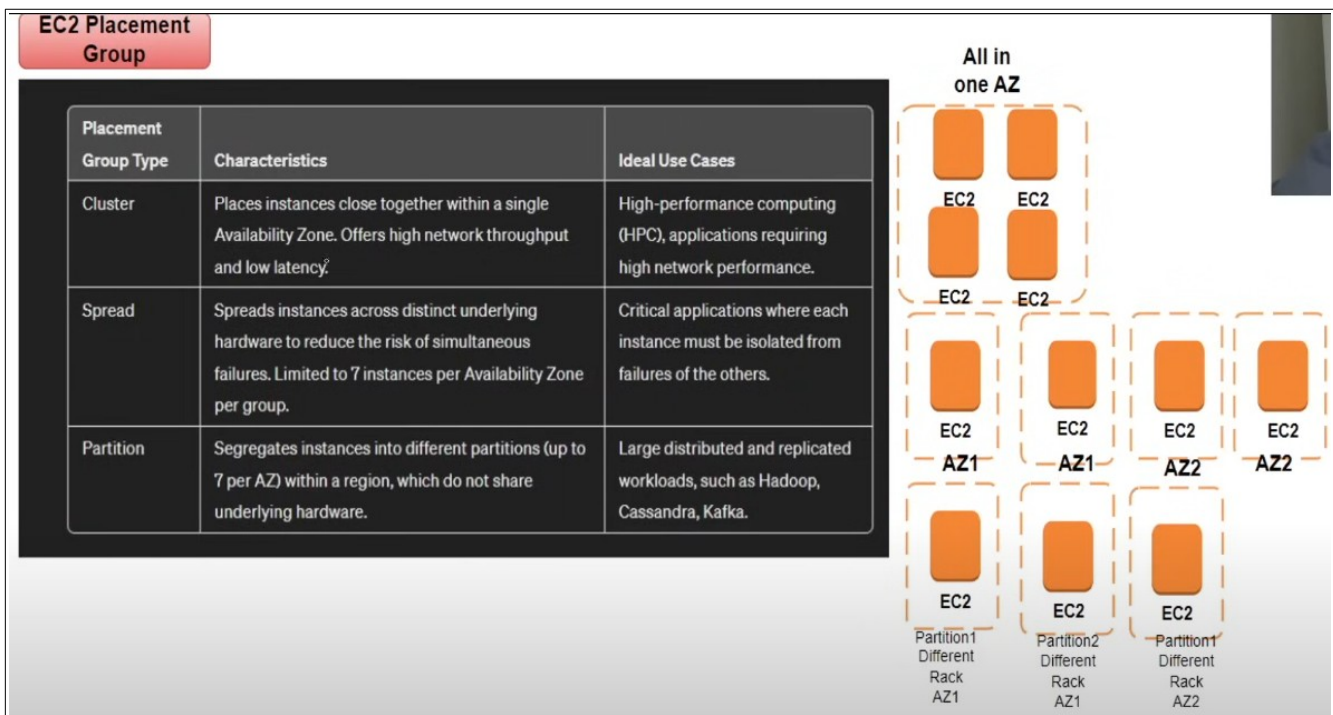 EC2 Placement
Group
Placement
Group Type
Characteristics
Ideal Use Cases
Cluster
Places instances close together within a single
Availability Zone. Offers high network throughput
and low latency.
High-performance computing
(HPC), applications requiring
high network performance.
Spread
Spreads instances across distinct underlying
hardware to reduce the risk of simultaneous
failures. Limited to 7 instances per Availability Zone
per group.
Critical applications where each
instance must be isolated from
failures of the others.
Partition
Segregates instances into different partitions (up to
7 per AZ) within a region, which do not share
underlying hardware.
Large distributed and replicated
workloads, such as Hadoop,
Cassandra, Kafka.
All in
one AZ
EC2
EC2
EC2
EC2
EC2
AZ1
EC2
AZ1
EC2
AZ2
EC2
AZ2
EC2
Partition1
Different
Rack
AZ1
EC2
Partition2
Different
Rack
AZ1
EC2
Partition1
Different
Rack
AZ2